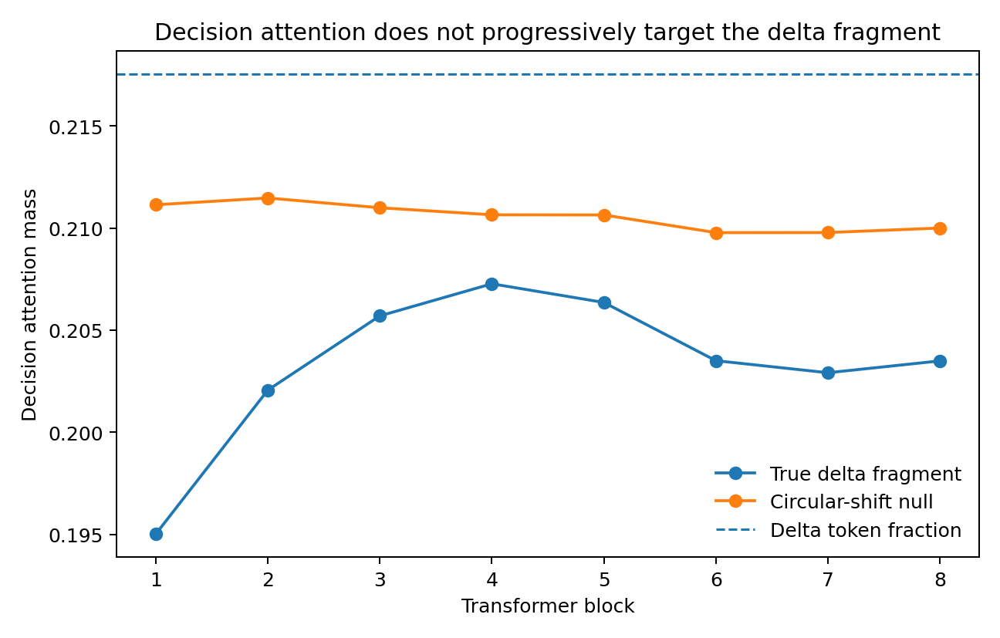 Decision attention does not progressively target the delta fragment
Decision attention mass
0.215
0.210
0.205
0.200
0.195
True delta fragment
Circular-shift null
Delta token fraction
1 2 3 4 5 6 7 8
Transformer block